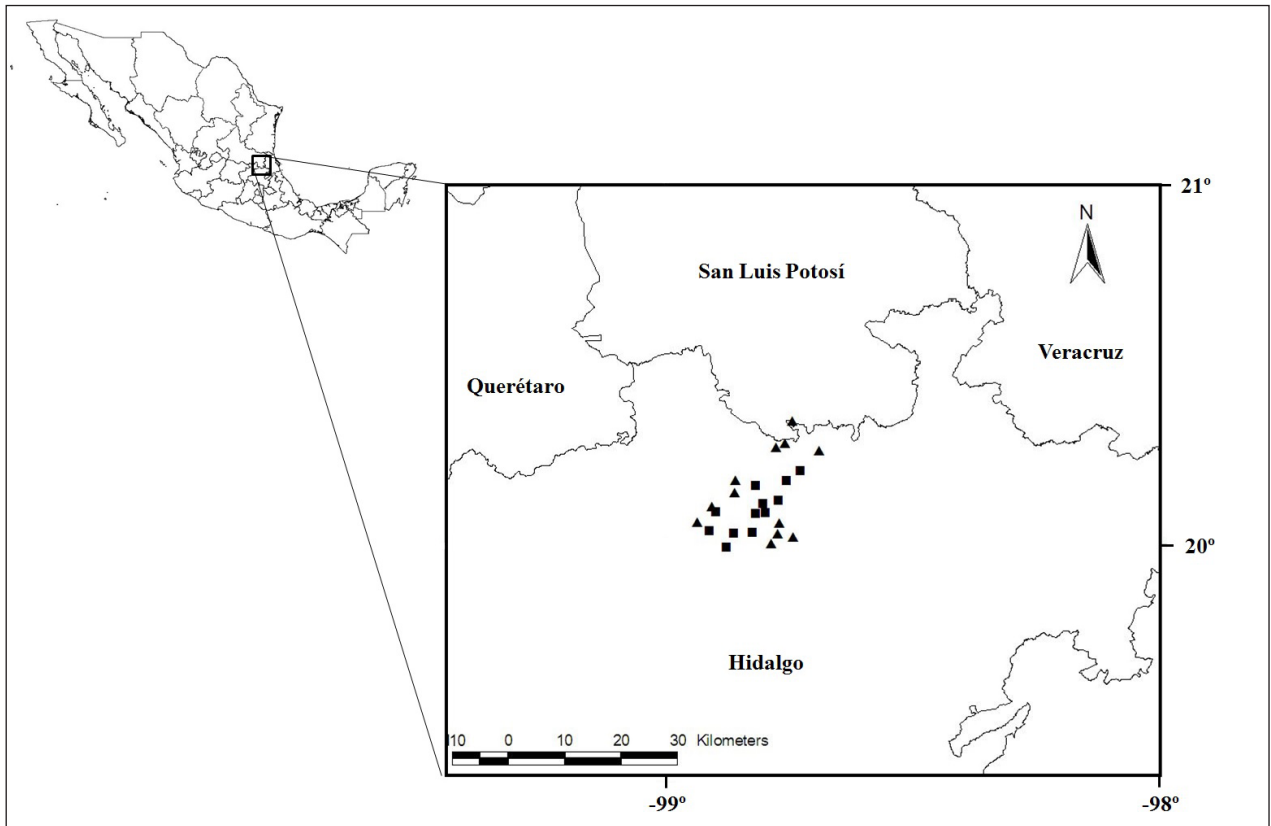 21º
N
San Luis Potosí
Veracruz
Querétaro
20º
Hidalgo
10 0 10 20 30 Kilometers
-99º
-98º